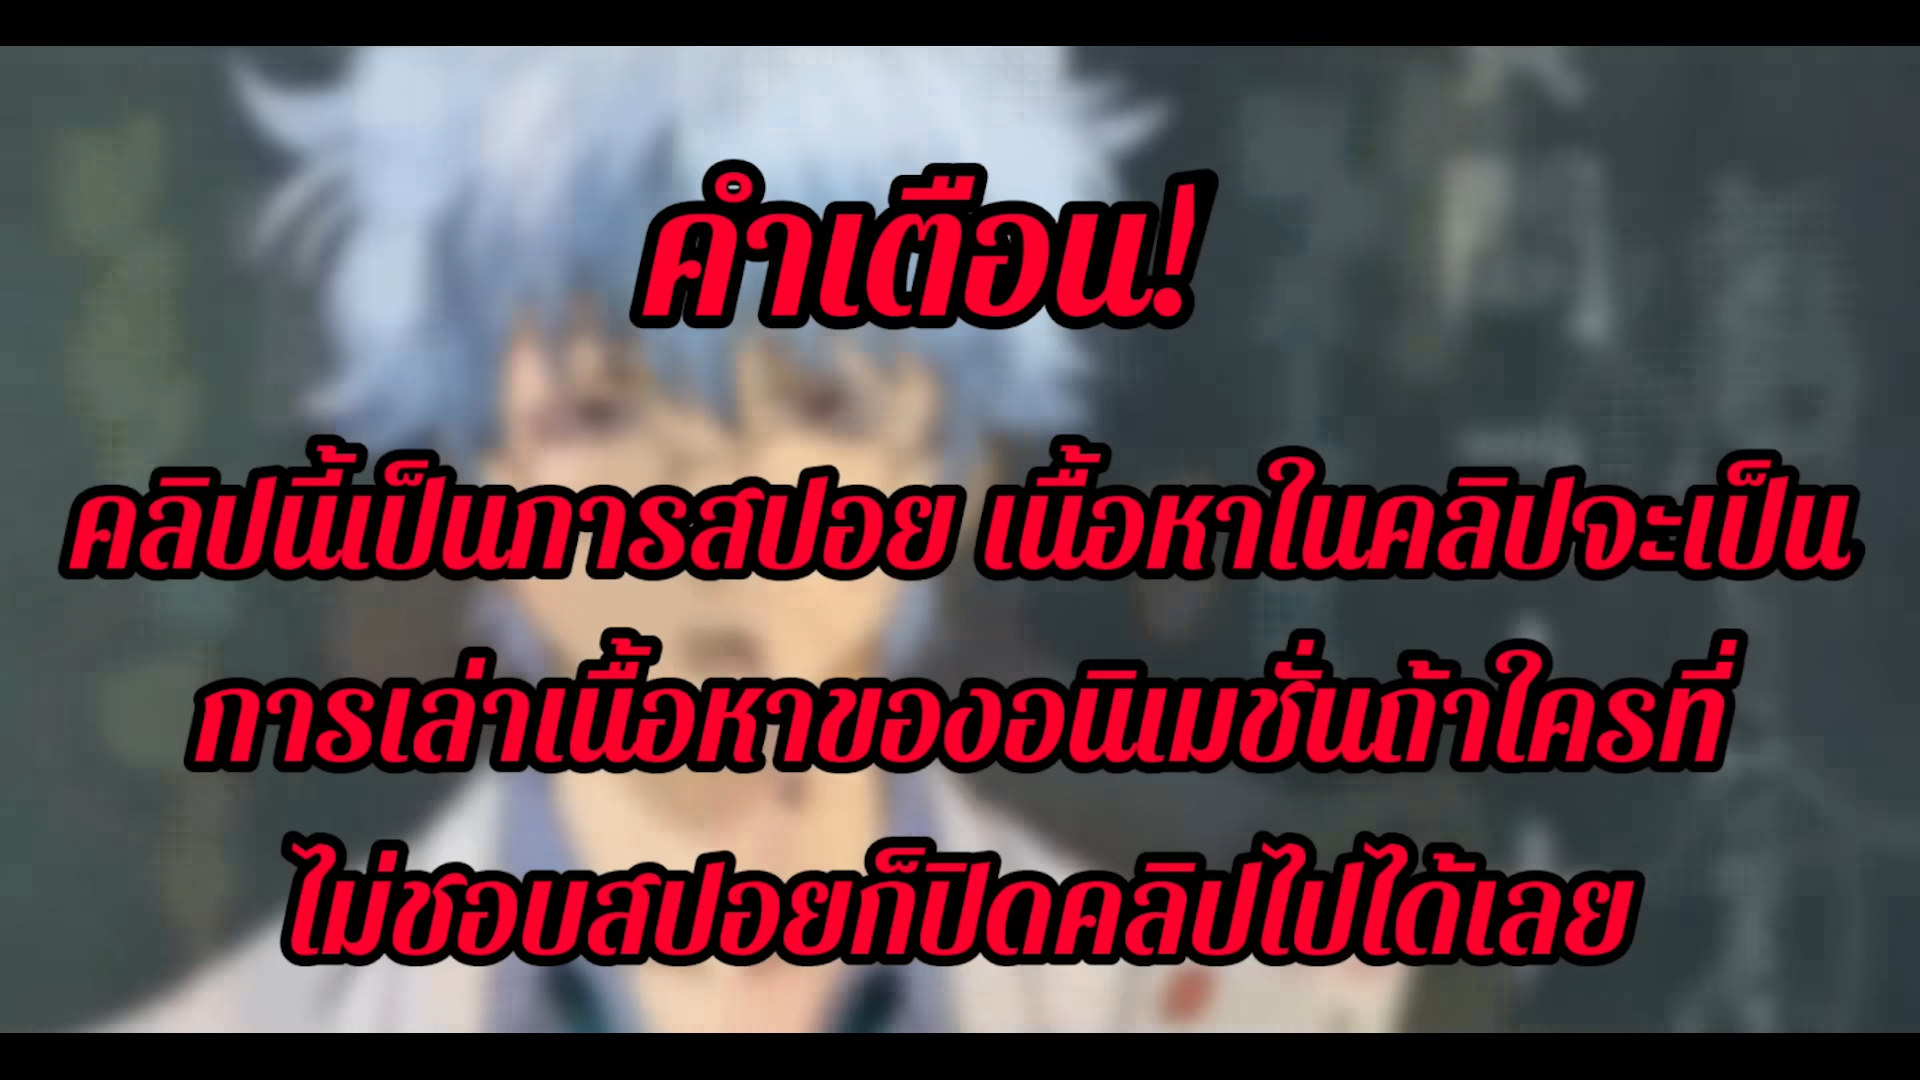 คำเตือน!
คลิปนี้เป็นการสปอย เนื้อหาในคลิปจะเป็น
การเล่าเนื้อหาของอนิเมชั่นถ้าใครที่
ไม่ชอบสปอยก็ปิดคลิปไปได้เลย